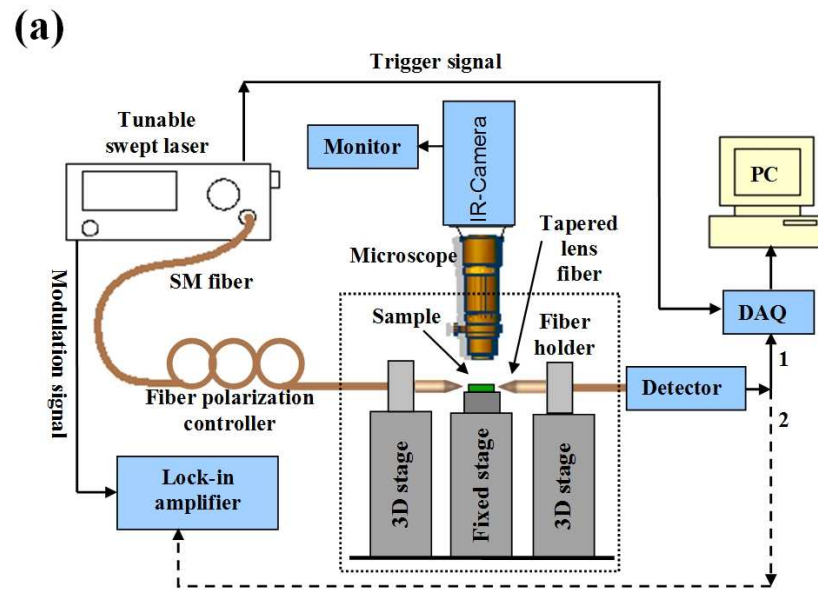 (a)
Trigger signal
Tunable
swept laser
Monitor
IR-Camera
PC
Tapered
lens
fiber
Microscope
SM fiber
Modulation signal
Sample
Fiber
holder
DAQ
1
Detector
2
Fiber polarization
controller
Lock-in
amplifier
3D stage
Fixed stage
3D stage